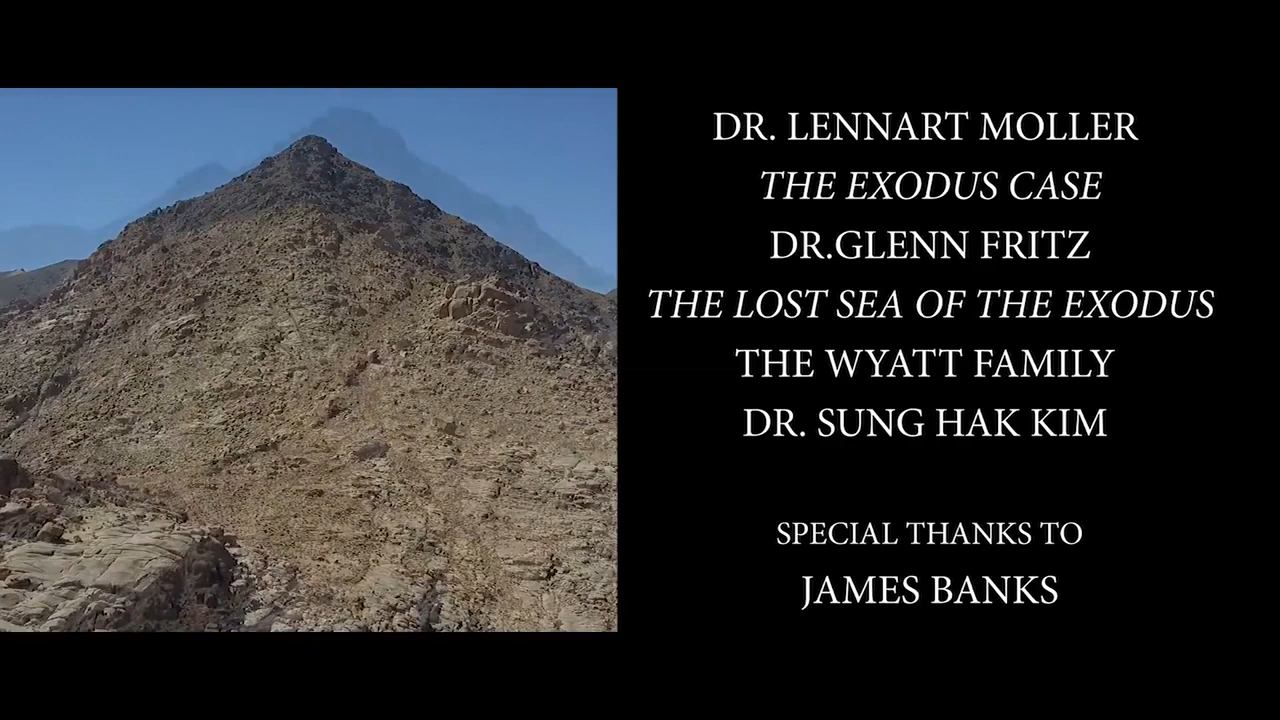 DR. LENNART MOLLER
THE EXODUS CASE
DR.GLENN FRITZ
THE LOST SEA OF THE EXODUS
THE WYATT FAMILY
DR. SUNG HAK KIM
SPECIAL THANKS TO
JAMES BANKS